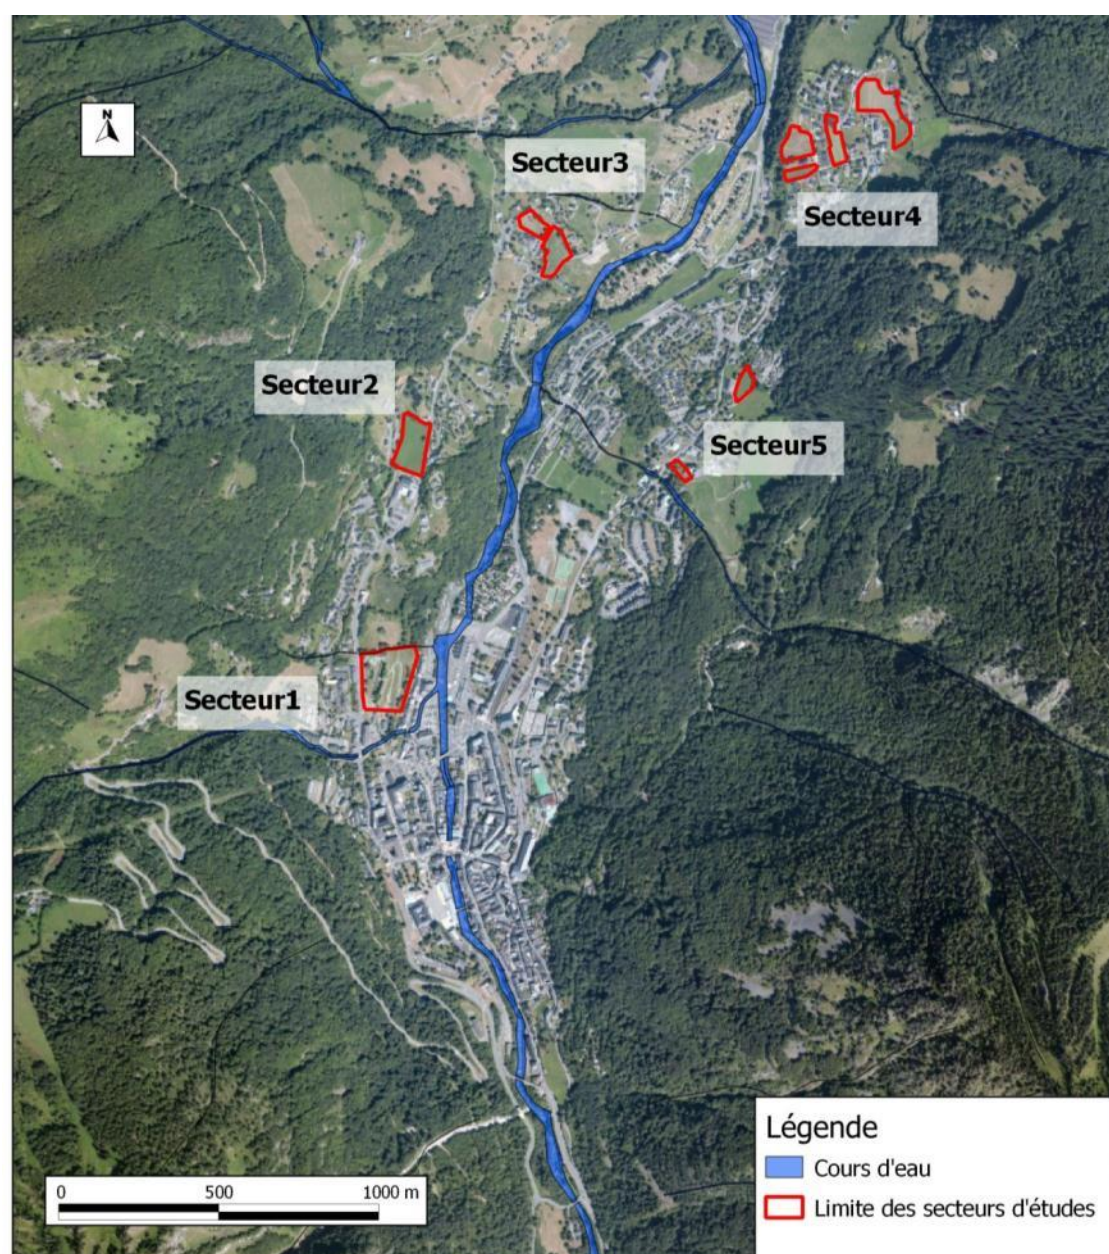 N
Secteur3
Secteur4
Secteur2
Secteur5
Secteur1
Légende
Cours d'eau
Limite des secteurs d'études
0 500 1000 m